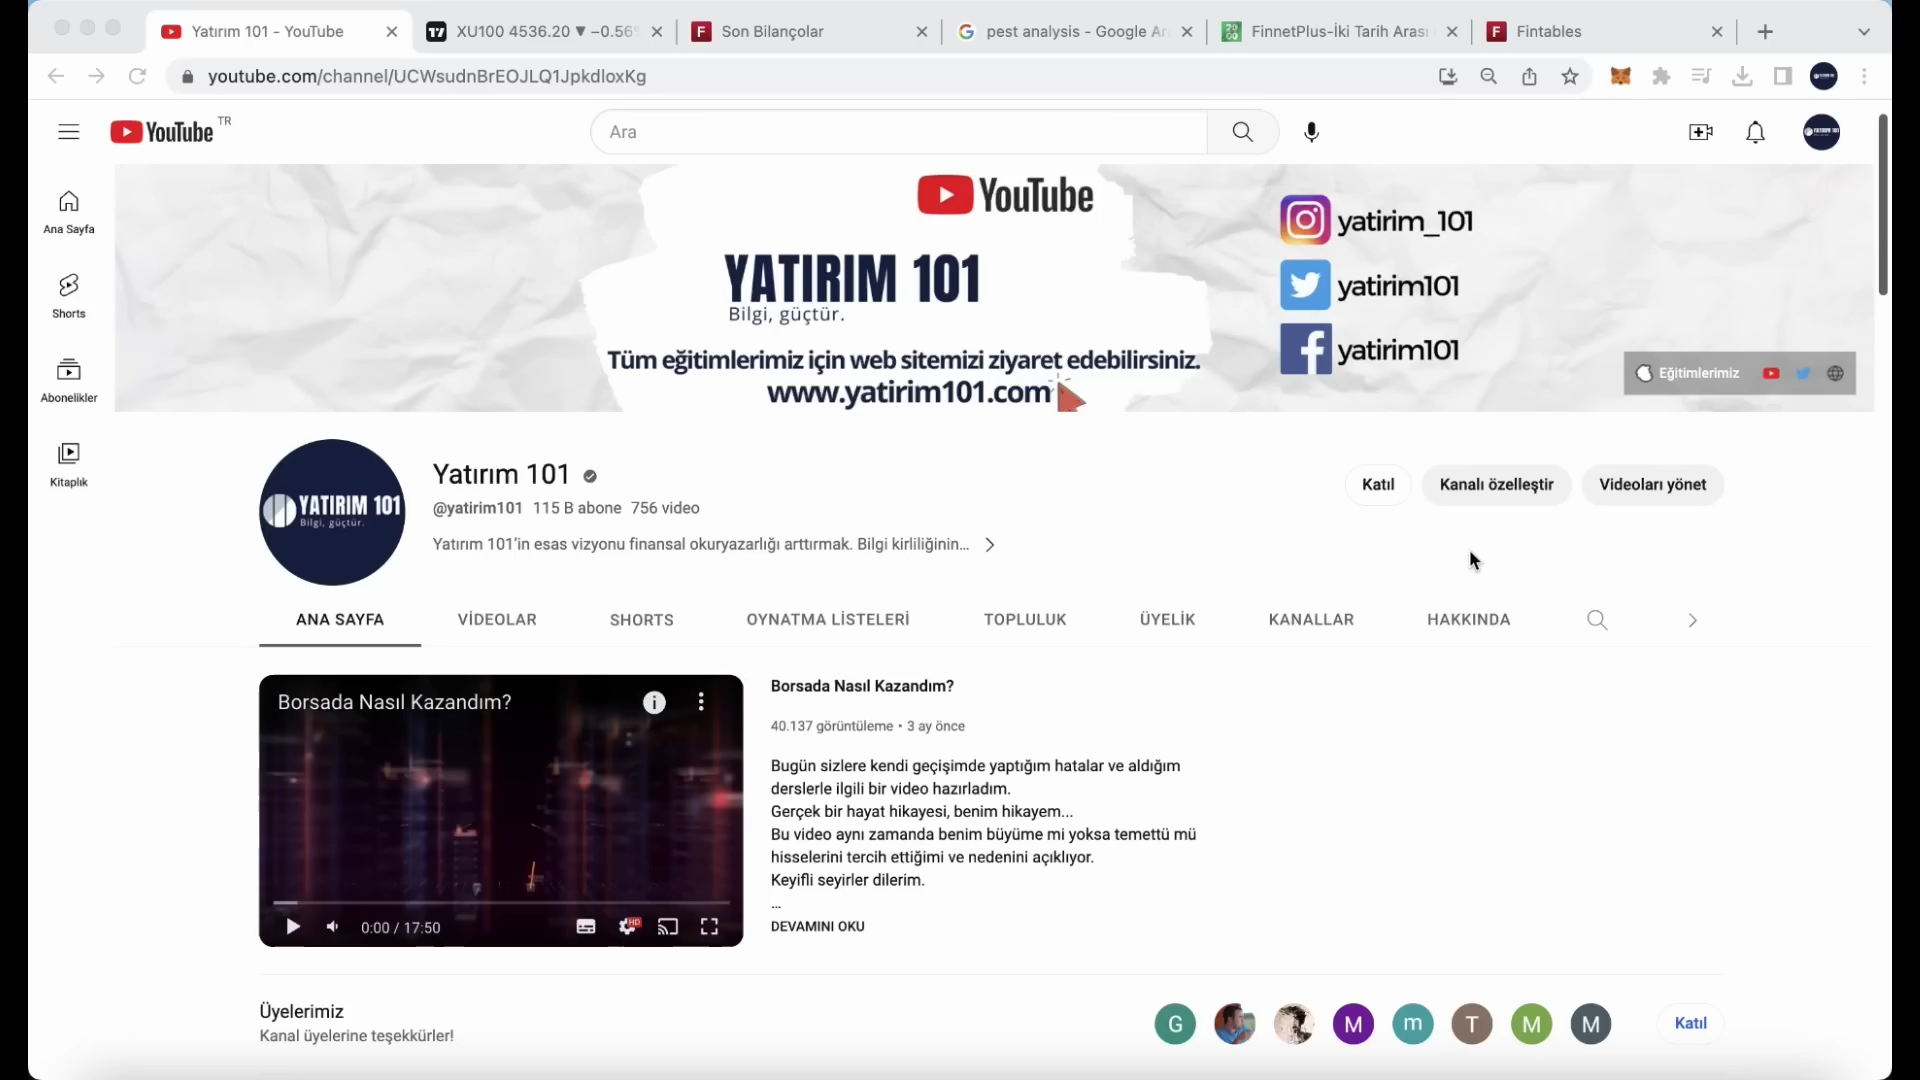 Yatırım 101 - YouTube
XU100 4536.20 ▼ −0.56
Son Bilançolar
pest analysis - Google Ar
FinnetPlus-İki Tarih Arası
Fintables
youtube.com/channel/UCWsudnBrEOJLQ1JpkdloxKg
YouTube TR
Ara
YouTube
YATIRIM 101
Bilgi, güçtür.
Tüm eğitimlerimiz için web sitemizi ziyaret edebilirsiniz.
www.yatirim101.com
yatirim_101
yatirim101
yatirim101
Eğitimlerimiz
Ana Sayfa
Shorts
Abonelikler
Kitaplık
YATIRIM 101
Bilgi, güçtür.
Yatırım 101
@yatirim101 115 B abone 756 video
Yatırım 101'in esas vizyonu finansal okuryazarlığı arttırmak. Bilgi kirliliğinin...
Katıl
Kanalı özelleştir
Videoları yönet
ANA SAYFA
VİDEOLAR
SHORTS
OYNATMA LİSTELERİ
TOPLULUK
ÜYELİK
KANALLAR
HAKKINDA
Borsada Nasıl Kazandım?
HD
0:00 / 17:50
Borsada Nasıl Kazandım?
40.137 görüntüleme • 3 ay önce
Bugün sizlere kendi geçişimde yaptığım hatalar ve aldığım
derslerle ilgili bir video hazırladım.
Gerçek bir hayat hikayesi, benim hikayem...
Bu video aynı zamanda benim büyüme mi yoksa temettü mü
hisselerini tercih ettiğimi ve nedenini açıklıyor.
Keyifli seyirler dilerim.
...
DEVAMINI OKU
Üyelerimiz
Kanal üyelerine teşekkürler!
G
M
m
T
M
M
Katıl